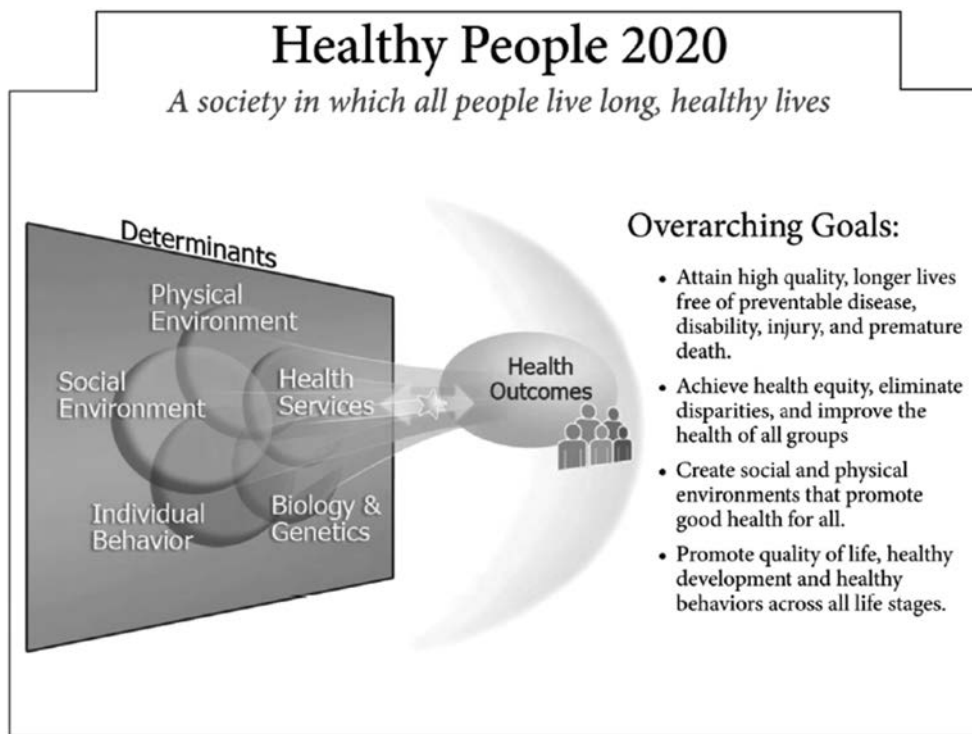 Healthy People 2020
A society in which all people live long, healthy lives
Determinants
Physical
Environment
Social
Environment
Health
Services
Individual
Behavior
Biology &
Genetics
Health
Outcomes
Overarching Goals:
• Attain high quality, longer lives
free of preventable disease,
disability, injury, and premature
death.
• Achieve health equity, eliminate
disparities, and improve the
health of all groups
• Create social and physical
environments that promote
good health for all.
• Promote quality of life, healthy
development and healthy
behaviors across all life stages.